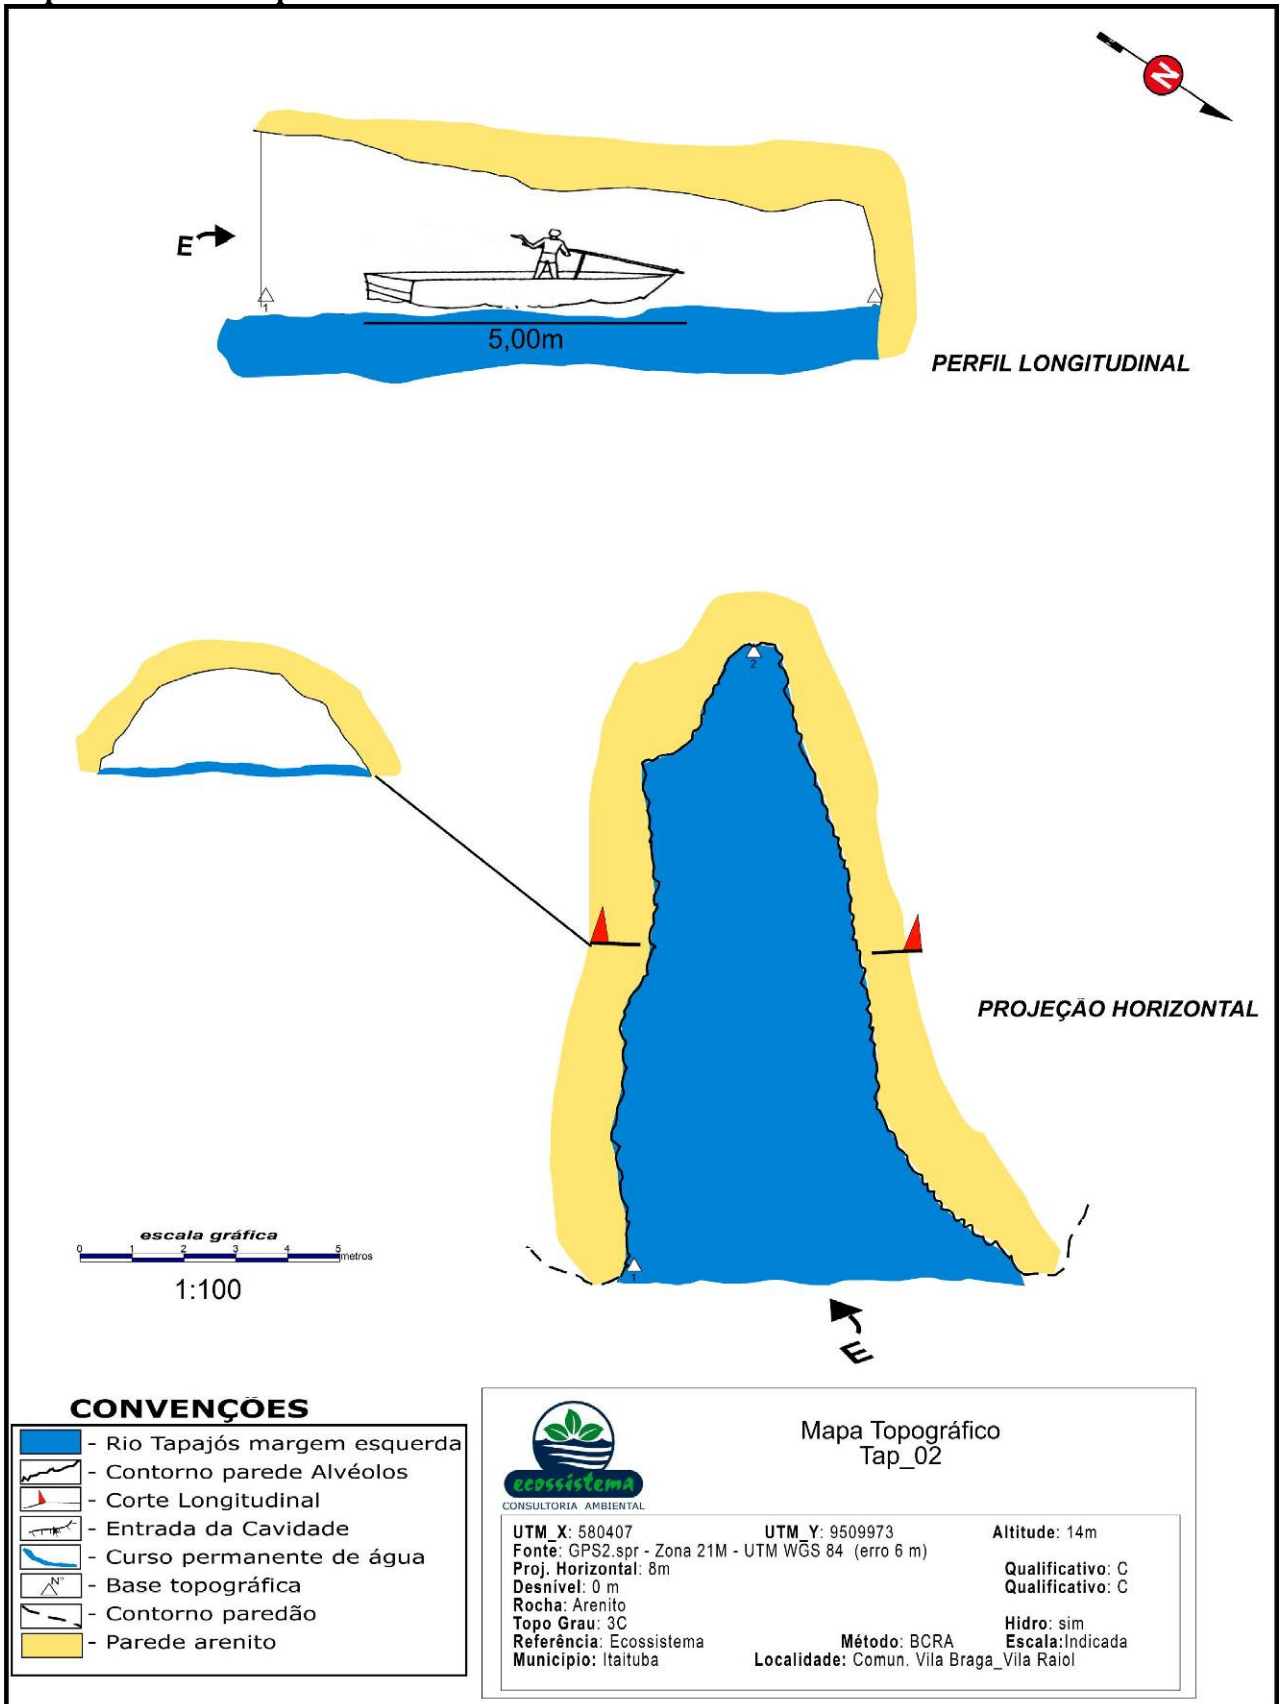 N
E
1
5,00m
PERFIL LONGITUDINAL
2
PROJEÇÃO HORIZONTAL
escala gráfica
0 1 2 3 4 5
metros
1:100
1
E
CONVENÇÕES
- Rio Tapajós margem esquerda
- Contorno parede Alvéolos
- Corte Longitudinal
- Entrada da Cavidade
- Curso permanente de água
N°
- Base topográfica
- Contorno paredão
- Parede arenito
ecossistema
CONSULTORIA AMBIENTAL
Mapa Topográfico
Tap_02
UTM_X: 580407 UTM_Y: 9509973 Altitude: 14m
Fonte: GPS2.spr - Zona 21M - UTM WGS 84 (erro 6 m)
Proj. Horizontal: 8m Qualificativo: C
Desnível: 0 m Qualificativo: C
Rocha: Arenito
Topo Grau: 3C Hidro: sim
Referência: Ecossistema Método: BCRA Escala:Indicada
Município: Itaituba Localidade: Comun. Vila Braga_Vila Raiol